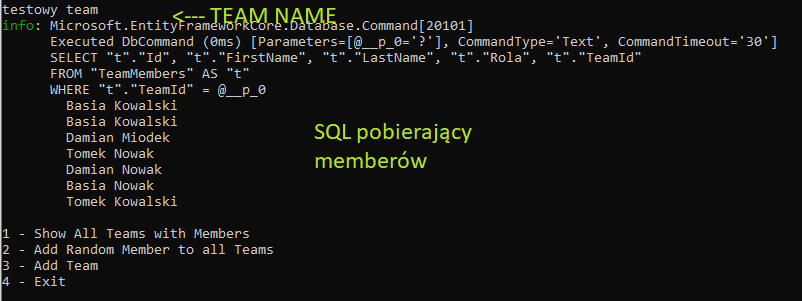 testowy team <--- TEAM NAME
info: Microsoft.EntityFrameworkCore.Database.Command[20101]
Executed DbCommand (0ms) [Parameters=[@__p_0='?'], CommandType='Text', CommandTimeout='30']
SELECT "t"."Id", "t"."FirstName", "t"."LastName", "t"."Rola", "t"."TeamId"
FROM "TeamMembers" AS "t"
WHERE "t"."TeamId" = @__p_0
Basia Kowalski
Basia Kowalski
Damian Miodek
Tomek Nowak
Damian Nowak
Basia Nowak
Tomek Kowalski
SQL pobierający
memberów
1 - Show All Teams with Members
2 - Add Random Member to all Teams
3 - Add Team
4 - Exit